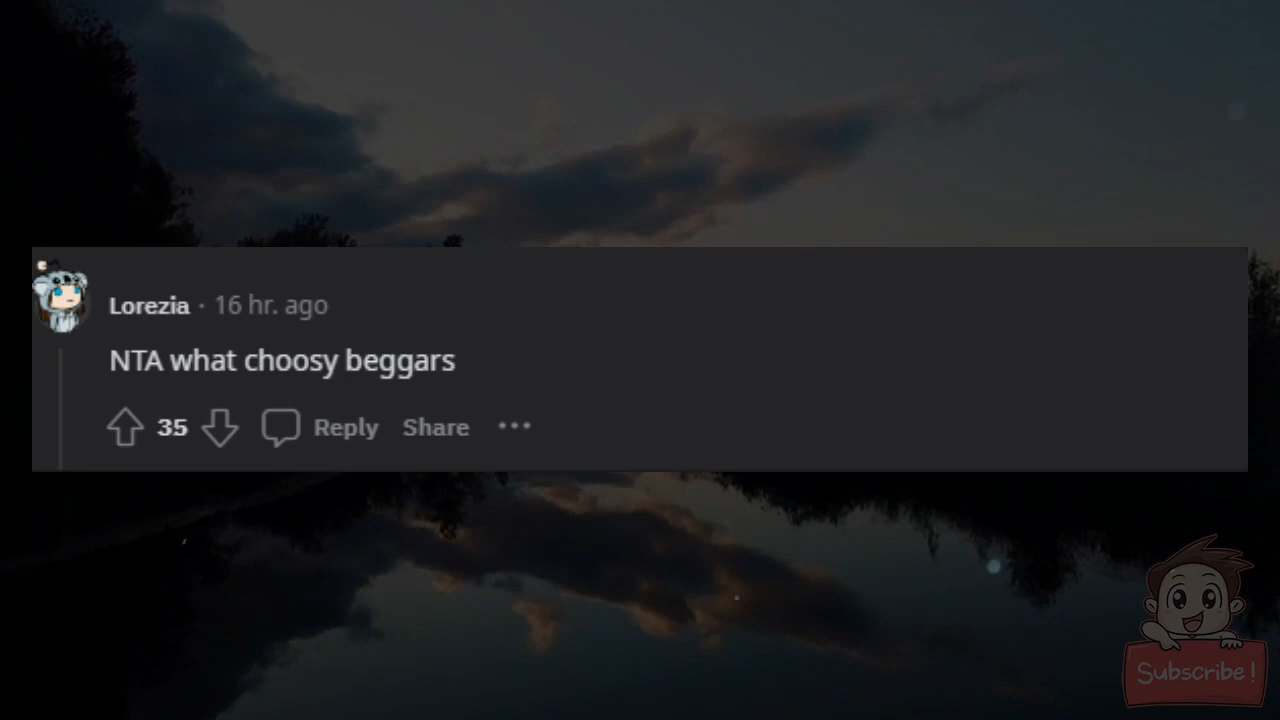 Lorezia · 16 hr. ago
NTA what choosy beggars
35 Reply Share ···
Subscribe!